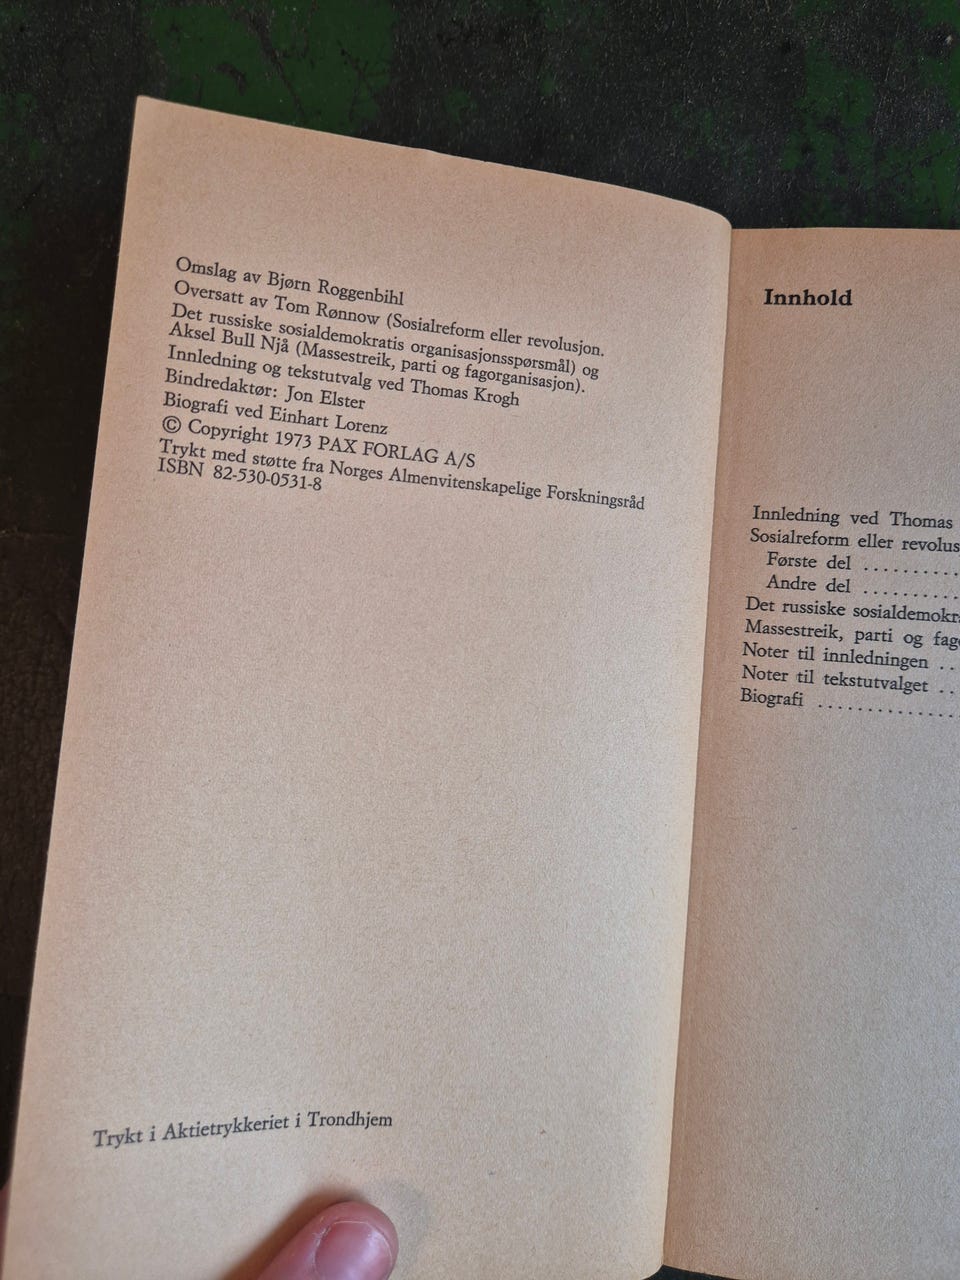 Omslag av Bjørn Roggenbihl
Oversatt av Tom Rønnow (Sosialreform eller revolusjon.
Det russiske sosialdemokratis organisasjonsspørsmål) og
Aksel Bull Njå (Massestreik, parti og fagorganisasjon).
Innledning og tekstutvalg ved Thomas Krogh
Bindredaktør: Jon Elster
Biografi ved Einhart Lorenz
© Copyright 1973 PAX FORLAG A/S
Trykt med støtte fra Norges Almenvitenskapelige Forskningsråd
ISBN 82-530-0531-8
Trykt i Aktietrykkeriet i Trondhjem
Innhold
Innledning ved Thomas
Sosialreform eller revolus
Første del ..........
Andre del ..........
Det russiske sosialdemokra
Massestreik, parti og fag
Noter til innledningen ..
Noter til tekstutvalget ..
Biografi ...............